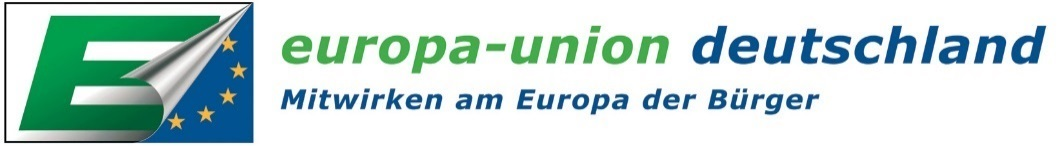 E
europa-union deutschland
Mitwirken am Europa der Bürger